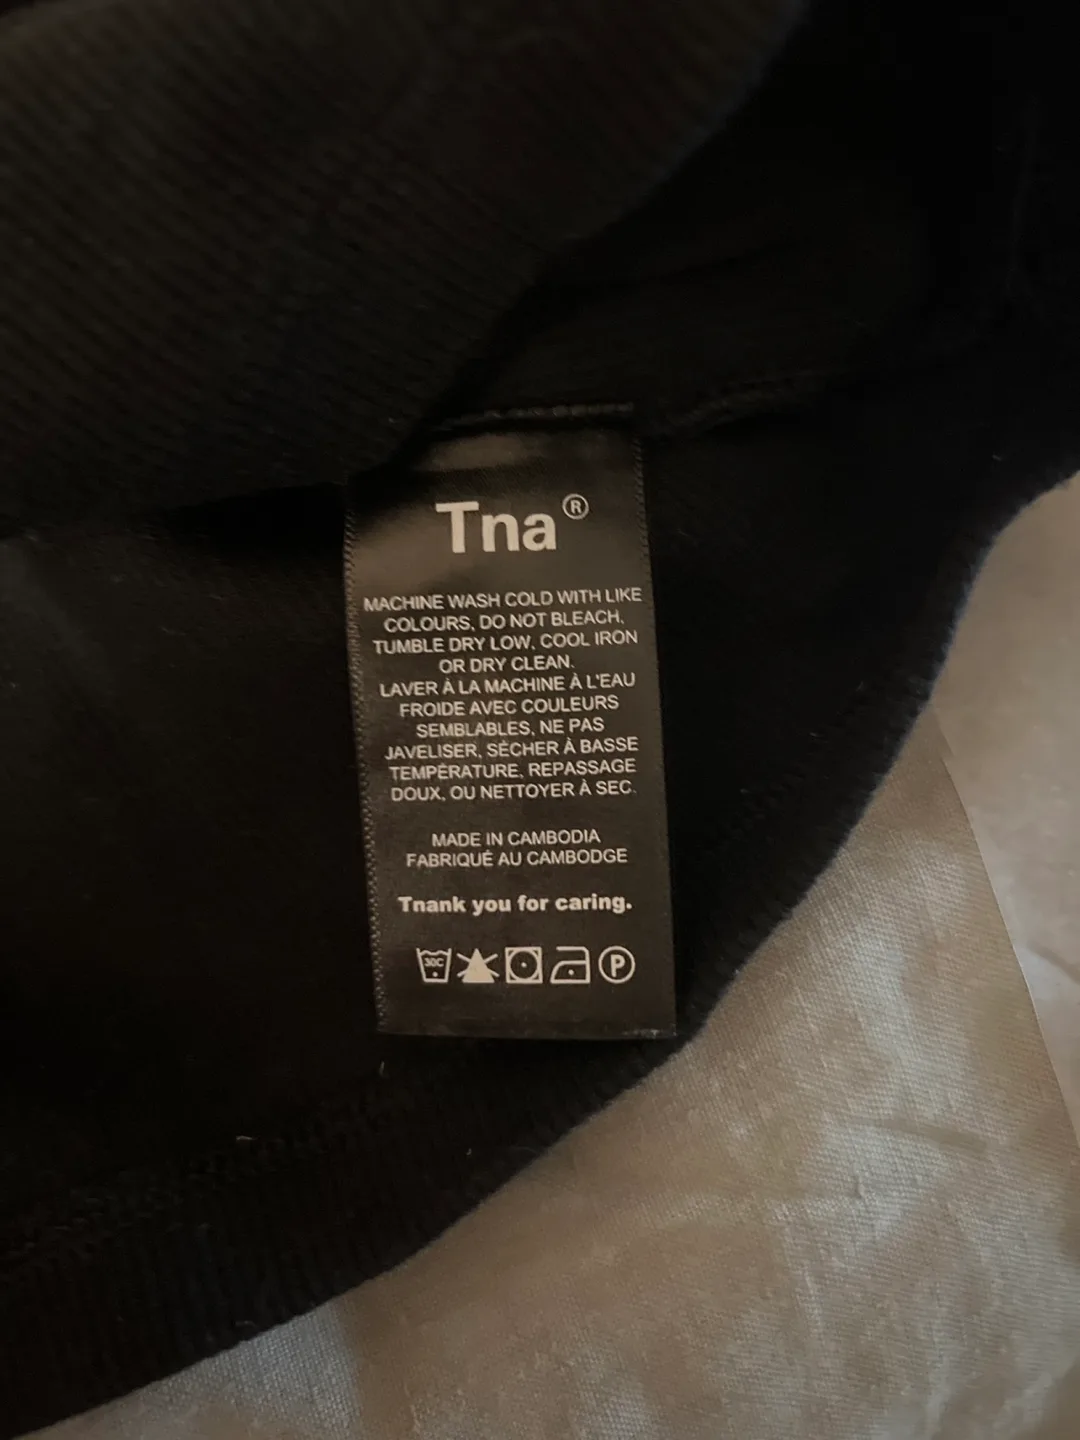 Tna®
MACHINE WASH COLD WITH LIKE
COLOURS, DO NOT BLEACH,
TUMBLE DRY LOW, COOL IRON
OR DRY CLEAN.
LAVER À LA MACHINE À L'EAU
FROIDE AVEC COULEURS
SEMBLABLES, NE PAS
JAVELISER, SÉCHER À BASSE
TEMPÉRATURE, REPASSAGE
DOUX, OU NETTOYER À SEC.
MADE IN CAMBODIA
FABRIQUÉ AU CAMBODGE
Tnank you for caring.
30C P